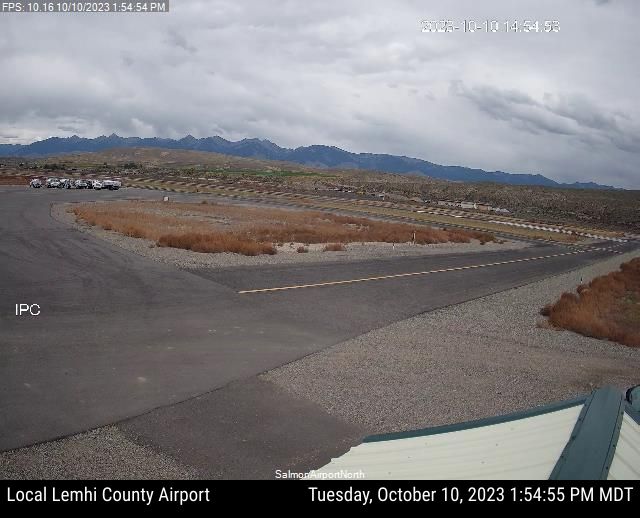 FPS: 10.16 10/10/2023 1:54:54 PM
2023-10-10 14:54:53
IPC
SalmonAirportNorth
Local Lemhi County Airport
Tuesday, October 10, 2023 1:54:55 PM MDT